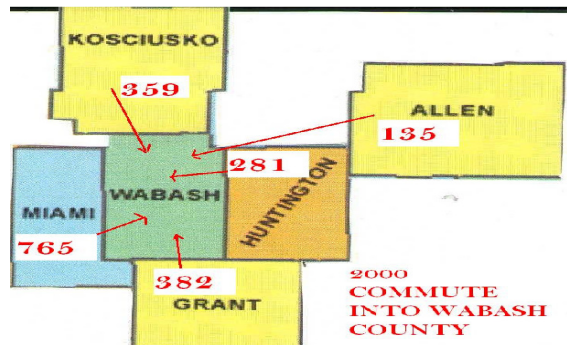 KOSCIUSKO
359
ALLEN
135
281
WABASH
HUNTINGTON
MIAMI
765
382
GRANT
2000
COMMUTE
INTO WABASH
COUNTY